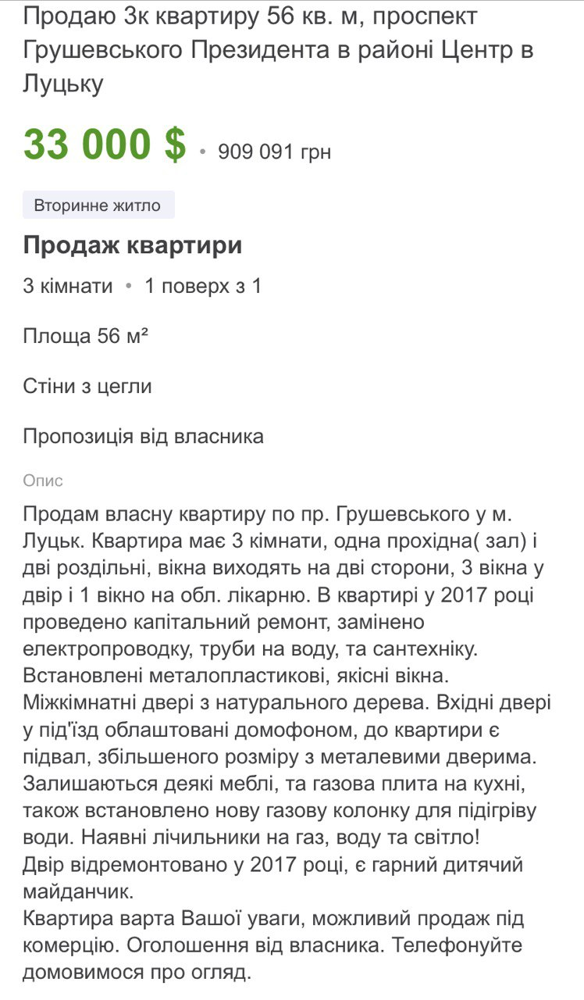 Продаю 3к квартиру 56 кв. м, проспект
Грушевського Президента в районі Центр в
Луцьку
33 000 $ • 909 091 грн
Вторинне житло
Продаж квартири
3 кімнати • 1 поверх з 1
Площа 56 м²
Стіни з цегли
Пропозиція від власника
Опис
Продам власну квартиру по пр. Грушевського у м.
Луцьк. Квартира має 3 кімнати, одна прохідна( зал) і
дві роздільні, вікна виходять на дві сторони, 3 вікна у
двір і 1 вікно на обл. лікарню. В квартирі у 2017 році
проведено капітальний ремонт, замінено
електропроводку, труби на воду, та сантехніку.
Встановлені металопластикові, якісні вікна.
Міжкімнатні двері з натурального дерева. Вхідні двері
у під'їзд облаштовані домофоном, до квартири є
підвал, збільшеного розміру з металевими дверима.
Залишаються деякі меблі, та газова плита на кухні,
також встановлено нову газову колонку для підігріву
води. Наявні лічильники на газ, воду та світло!
Двір відремонтовано у 2017 році, є гарний дитячий
майданчик.
Квартира варта Вашої уваги, можливий продаж під
комерцію. Оголошення від власника. Телефонуйте
домовимося про огляд.